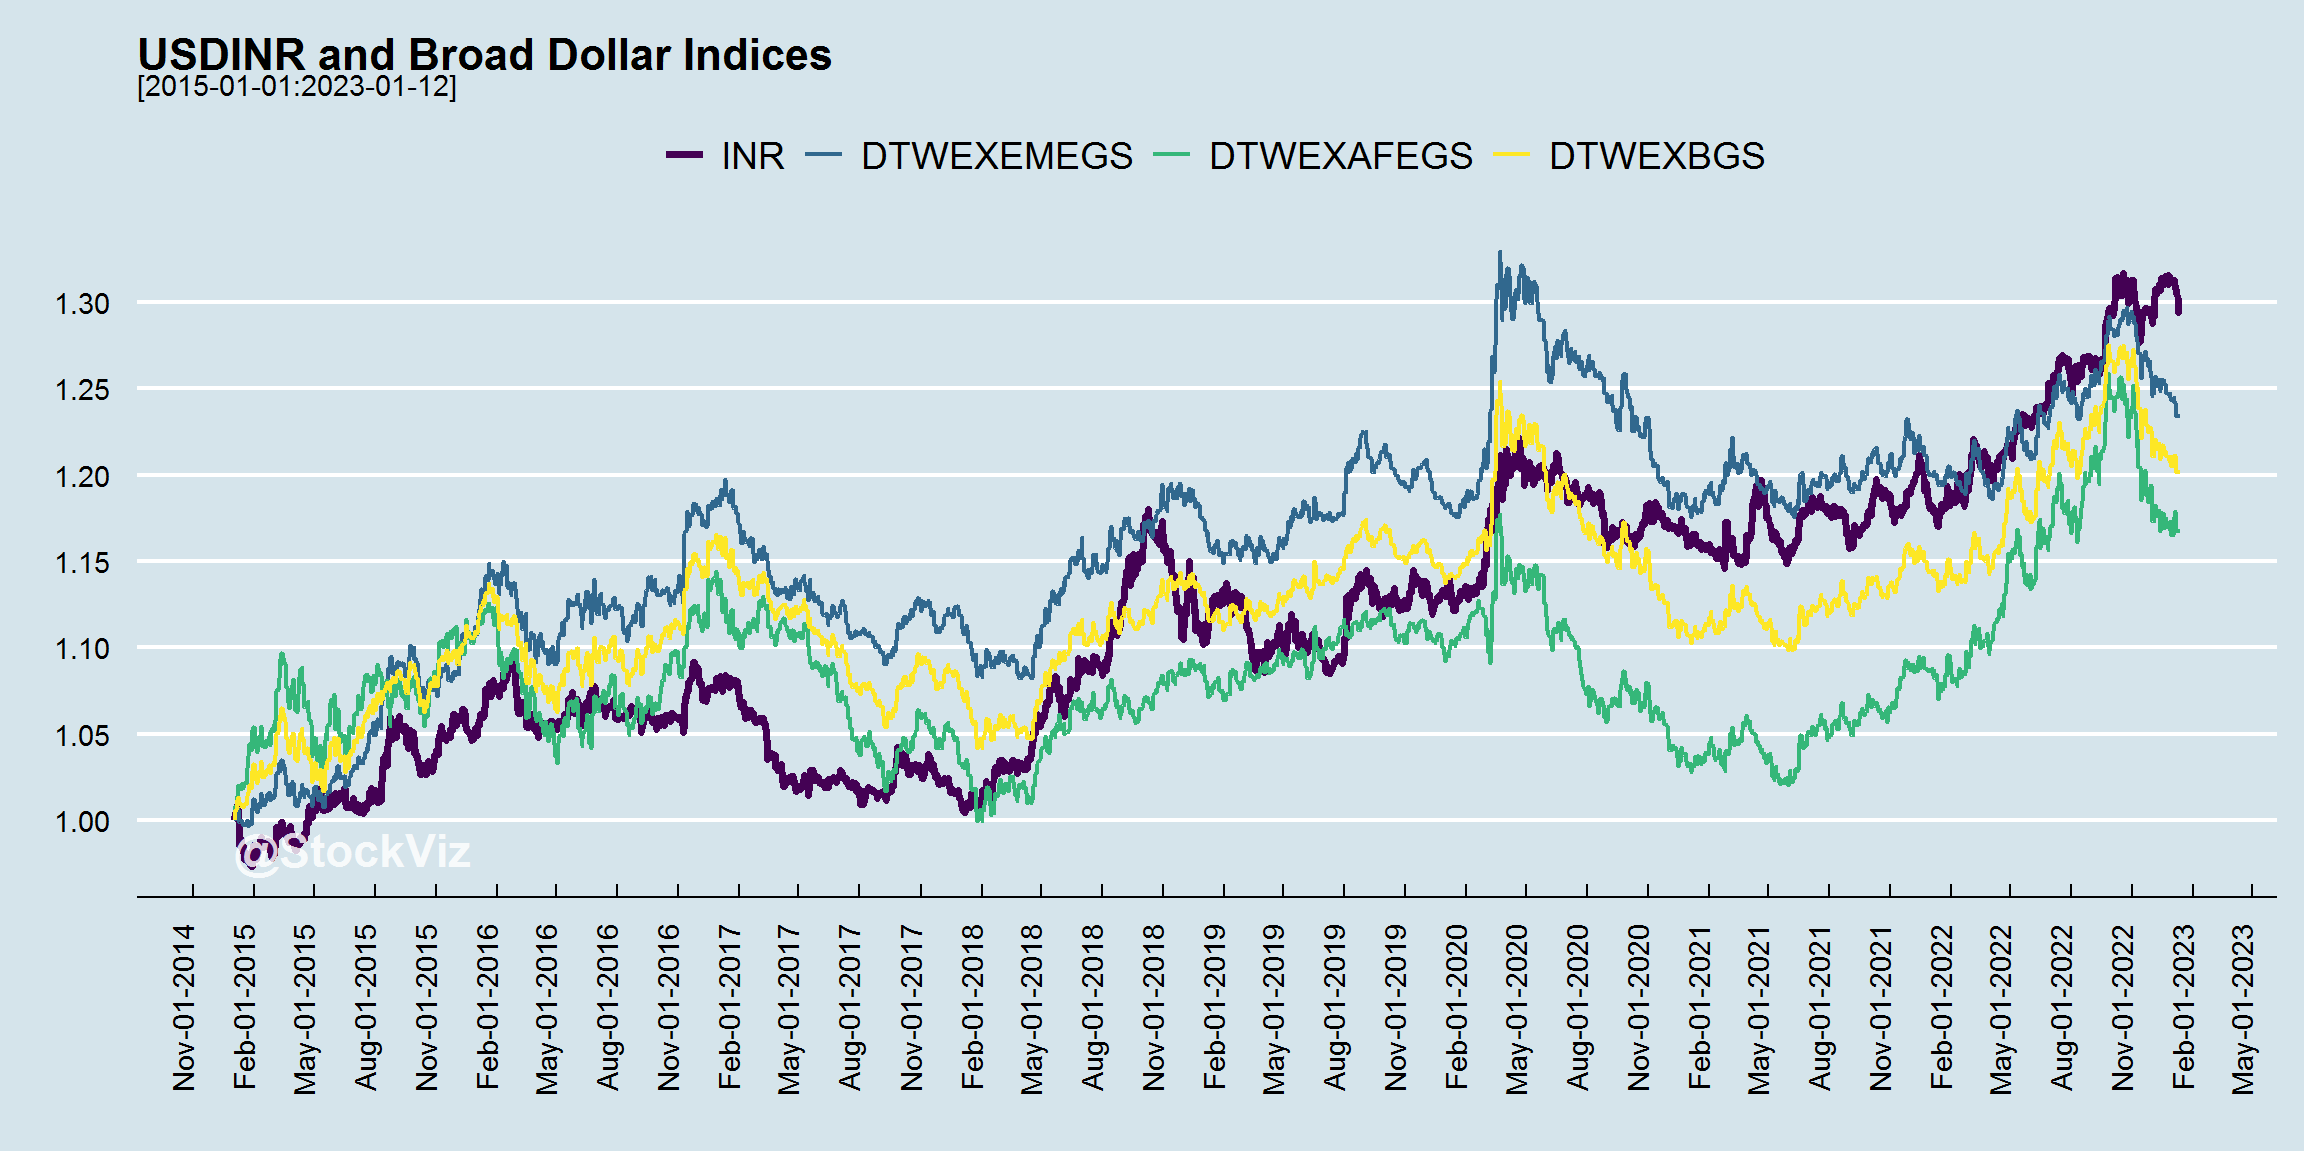 USDINR and Broad Dollar Indices
[2015-01-01:2023-01-12]
INR DTWEXEMEGS DTWEXAFEGS DTWEXBGS
1.30
1.25
1.20
1.15
1.10
1.05
1.00
@StockViz
Nov-01-2014
Feb-01-2015
May-01-2015
Aug-01-2015
Nov-01-2015
Feb-01-2016
May-01-2016
Aug-01-2016
Nov-01-2016
Feb-01-2017
May-01-2017
Aug-01-2017
Nov-01-2017
Feb-01-2018
May-01-2018
Aug-01-2018
Nov-01-2018
Feb-01-2019
May-01-2019
Aug-01-2019
Nov-01-2019
Feb-01-2020
May-01-2020
Aug-01-2020
Nov-01-2020
Feb-01-2021
May-01-2021
Aug-01-2021
Nov-01-2021
Feb-01-2022
May-01-2022
Aug-01-2022
Nov-01-2022
Feb-01-2023
May-01-2023